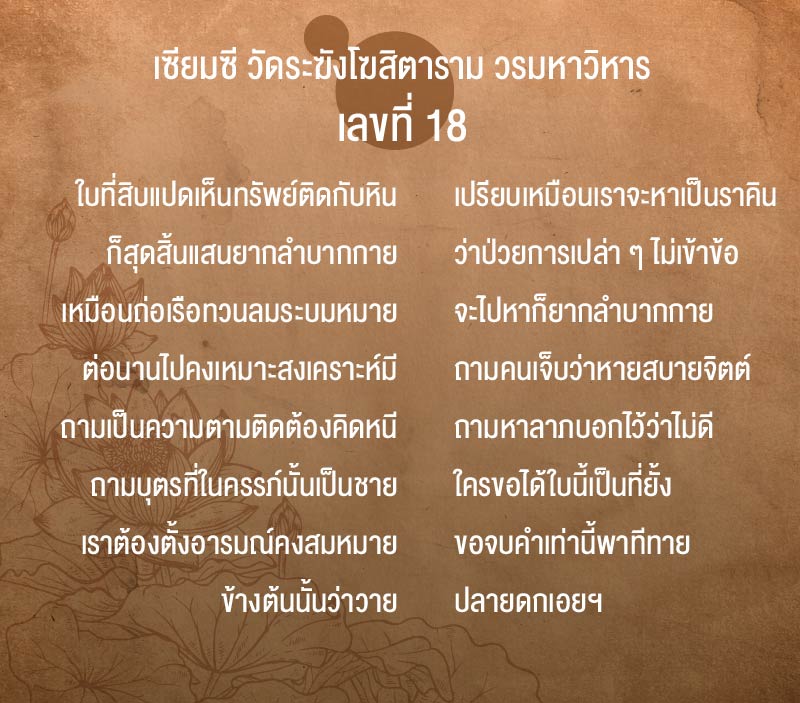 เซียมซี วัดระฆังโฆสิตาราม วรมหาวิหาร
เลขที่ 18
ใบที่สิบแปดเห็นทรัพย์ติดกับหิน เปรียบเหมือนเราจะหาเป็นราคิน
ก็สุดสิ้นแสนยากลำบากกาย ว่าป่วยการเปล่า ๆ ไม่เข้าข้อ
เหมือนถ่อเรือทวนลมระบมหมาย จะไปหาก็ยากลำบากกาย
ต่อนานไปคงเหมาะสงเคราะห์มี ถามคนเจ็บว่าหายสบายจิตต์
ถามเป็นความตามติดต้องคิดหนี ถามหาลาภบอกไว้ว่าไม่ดี
ถามบุตรที่ในครรภ์นั้นเป็นชาย ใครขอได้ใบนี้เป็นที่ยั้ง
เราต้องตั้งอารมณ์คงสมหมาย ขอจบคำเท่านี้พาทีทาย
ข้างต้นนั้นว่าวาย ปลายดกเอยฯ